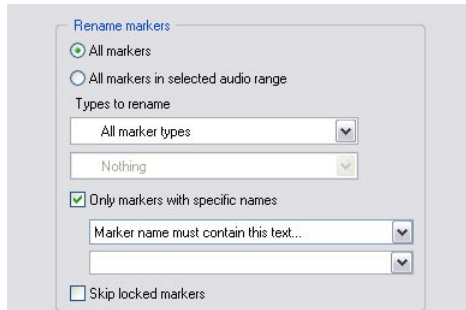 Rename markers
All markers
All markers in selected audio range
Types to rename
All marker types
Nothing
Only markers with specific names
Marker name must contain this text...
Skip locked markers